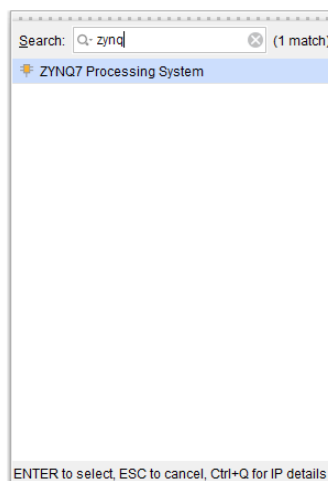 Search: zynq (1 match)
ZYNQ7 Processing System
ENTER to select, ESC to cancel, Ctrl+Q for IP details